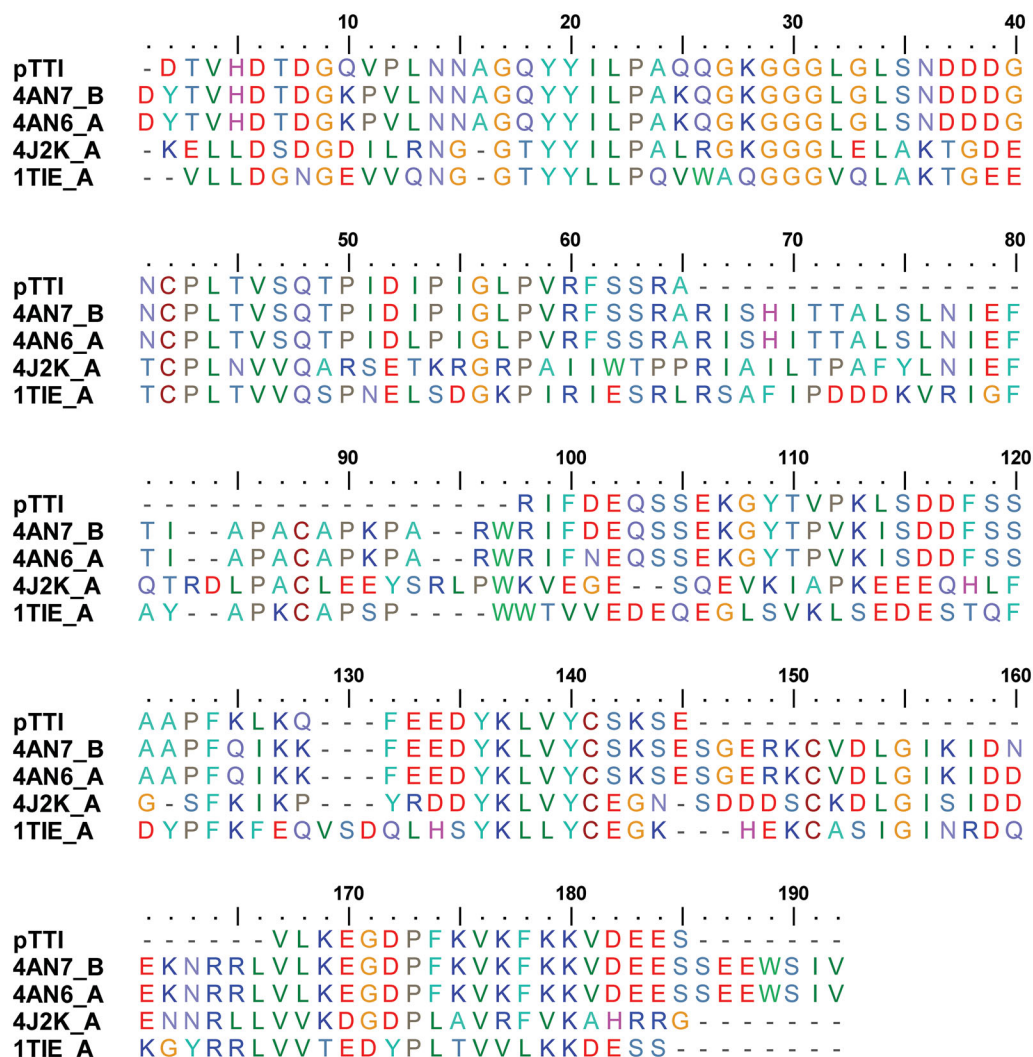 10 20 30 40
pTTI -DTVHDTDGQVPLNNAGQYYILPAQQGKGGGLGLSNDDDG
4AN7_B DYTVHDTDGKPVLNNAGQYYILPAKQGKGGGLGLSNDDDG
4AN6_A DYTVHDTDGKPVLNNAGQYYILPAKQGKGGGLGLSNDDDG
4J2K_A -KELLDSDGDILRNG-GTYYILPALRGKGGGLELAKTGDE
1TIE_A --VLLDGNGEVVQNG-GTYYLLPQVWAQGGGVQLAKTGEE
50 60 70 80
pTTI NCPLTVSQTPIDIPIGLPVRFSSRA---------------
4AN7_B NCPLTVSQTPIDIPIGLPVRFSSRARISHITTALSLNIEF
4AN6_A NCPLTVSQTPIDLPIGLPVRFSSRARISHITTALSLNIEF
4J2K_A TCPLNVVQARSETKRGRPAIIWTPPRIAILTPAFYLNIEF
1TIE_A TCPLTVVQSPNELSDGKPIRIESRLRSAFIPDDDKVRIGF
90 100 110 120
pTTI -----------------RIFDEQSSEKGYTVPKLSDDFSS
4AN7_B TI--APACAPKPA--RWRIFDEQSSEKGYTPVKISDDFSS
4AN6_A TI--APACAPKPA--RWRIFNEQSSEKGYTPVKISDDFSS
4J2K_A QTRDLPACLEEYSRLPWKVEGE--SQEVKIAPKEEEQHLF
1TIE_A AY--APKCAPSP----WWTVVEDEQEGLSVKLSEDESTQF
130 140 150 160
pTTI AAPFKLKQ---FEEDYKLVYCSKSE---------------
4AN7_B AAPFQIKK---FEEDYKLVYCSKSESGERKCVDLGIKIDN
4AN6_A AAPFQIKK---FEEDYKLVYCSKSESGERKCVDLGIKIDD
4J2K_A G-SFKIKP---YRDDYKLVYCEGN-SDDDSCKDLGISIDD
1TIE_A DYPFKFEQVSDQLHSYKLLYCEGK---HEKCASIGINRDQ
170 180 190
pTTI ------VLKEGDPFKVKFKKVDEES-------
4AN7_B EKNRRLVLKEGDPFKVKFKKVDEESSEEWSIV
4AN6_A EKNRRLVLKEGDPFKVKFKKVDEESSEEWSIV
4J2K_A ENNRLLVVKDGDPLAVRFVKAHRRG-------
1TIE_A KGYRRLVVTEDYPLTVVLKKDESS--------